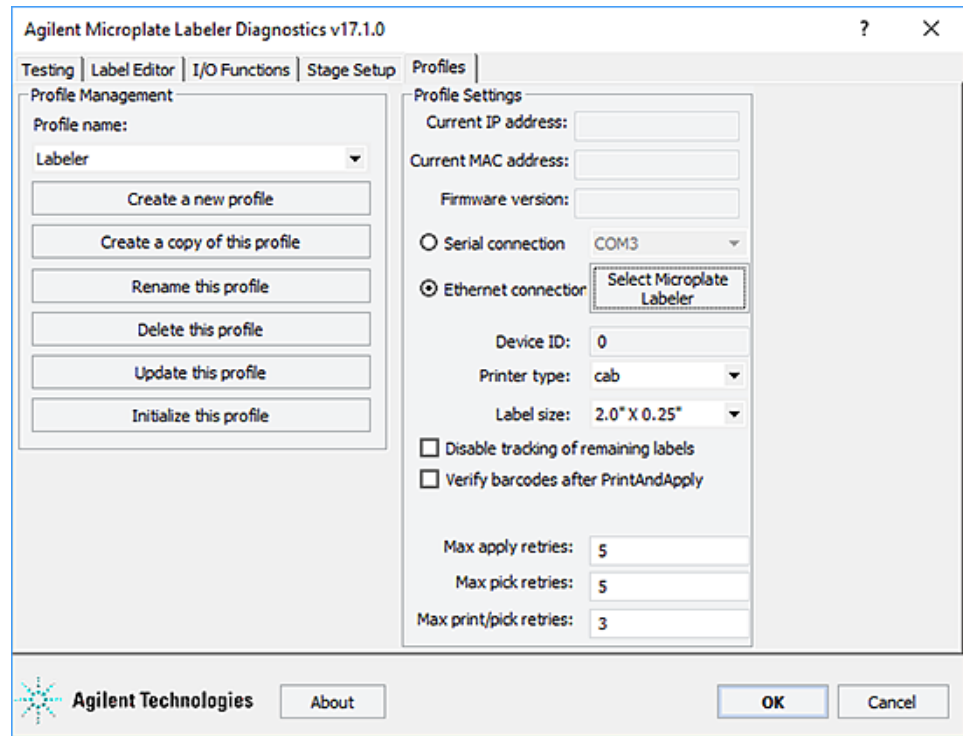 Agilent Microplate Labeler Diagnostics v17.1.0
? X
Testing Label Editor I/O Functions Stage Setup Profiles
Profile Management
Profile name:
Labeler
Create a new profile
Create a copy of this profile
Rename this profile
Delete this profile
Update this profile
Initialize this profile
Profile Settings
Current IP address:
Current MAC address:
Firmware version:
Serial connection COM3
Ethernet connection Select Microplate
Labeler
Device ID: 0
Printer type: cab
Label size: 2.0" X 0.25"
Disable tracking of remaining labels
Verify barcodes after PrintAndApply
Max apply retries: 5
Max pick retries: 5
Max print/pick retries: 3
Agilent Technologies
About
OK
Cancel